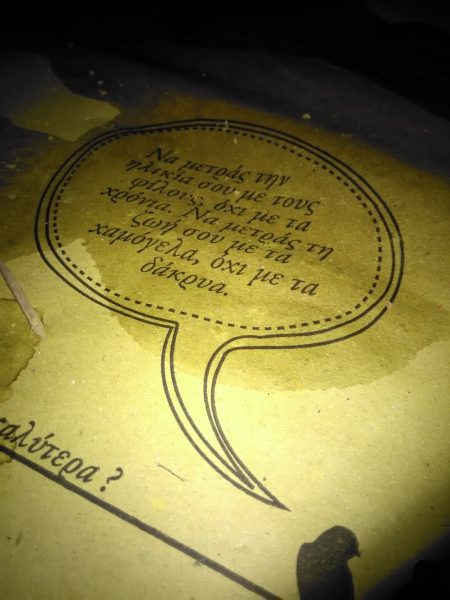 Να μετράς την
ηλικία σου με τους
φίλους, όχι με τα
χρόνια. Να μετράς τη
ζωή σου με τα
χαμόγελα, όχι με τα
δάκρυα.
αλύτερα ?